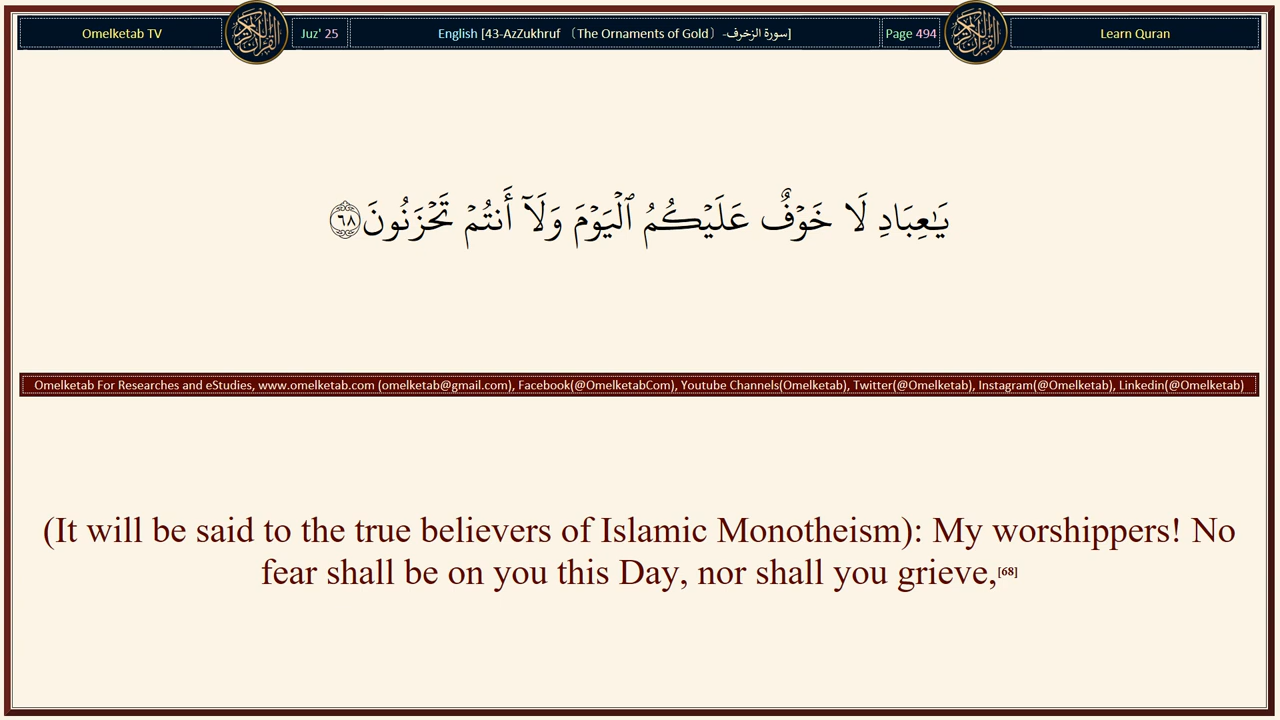 Omelketab TV
Juz' 25
English [43-AzZukhruf 〔The Ornaments of Gold〕 -سورة الزخرف]
Page 494
Learn Quran
يَـٰعِبَادِ لَا خَوْفٌ عَلَيْكُمُ ٱلْيَوْمَ وَلَآ أَنتُمْ تَحْزَنُونَ ٦٨
Omelketab For Researches and eStudies, www.omelketab.com (omelketab@gmail.com), Facebook(@OmelketabCom), Youtube Channels(Omelketab), Twitter(@Omelketab), Instagram(@Omelketab), Linkedin(@Omelketab)
(It will be said to the true believers of Islamic Monotheism): My worshippers! No
fear shall be on you this Day, nor shall you grieve,[68]